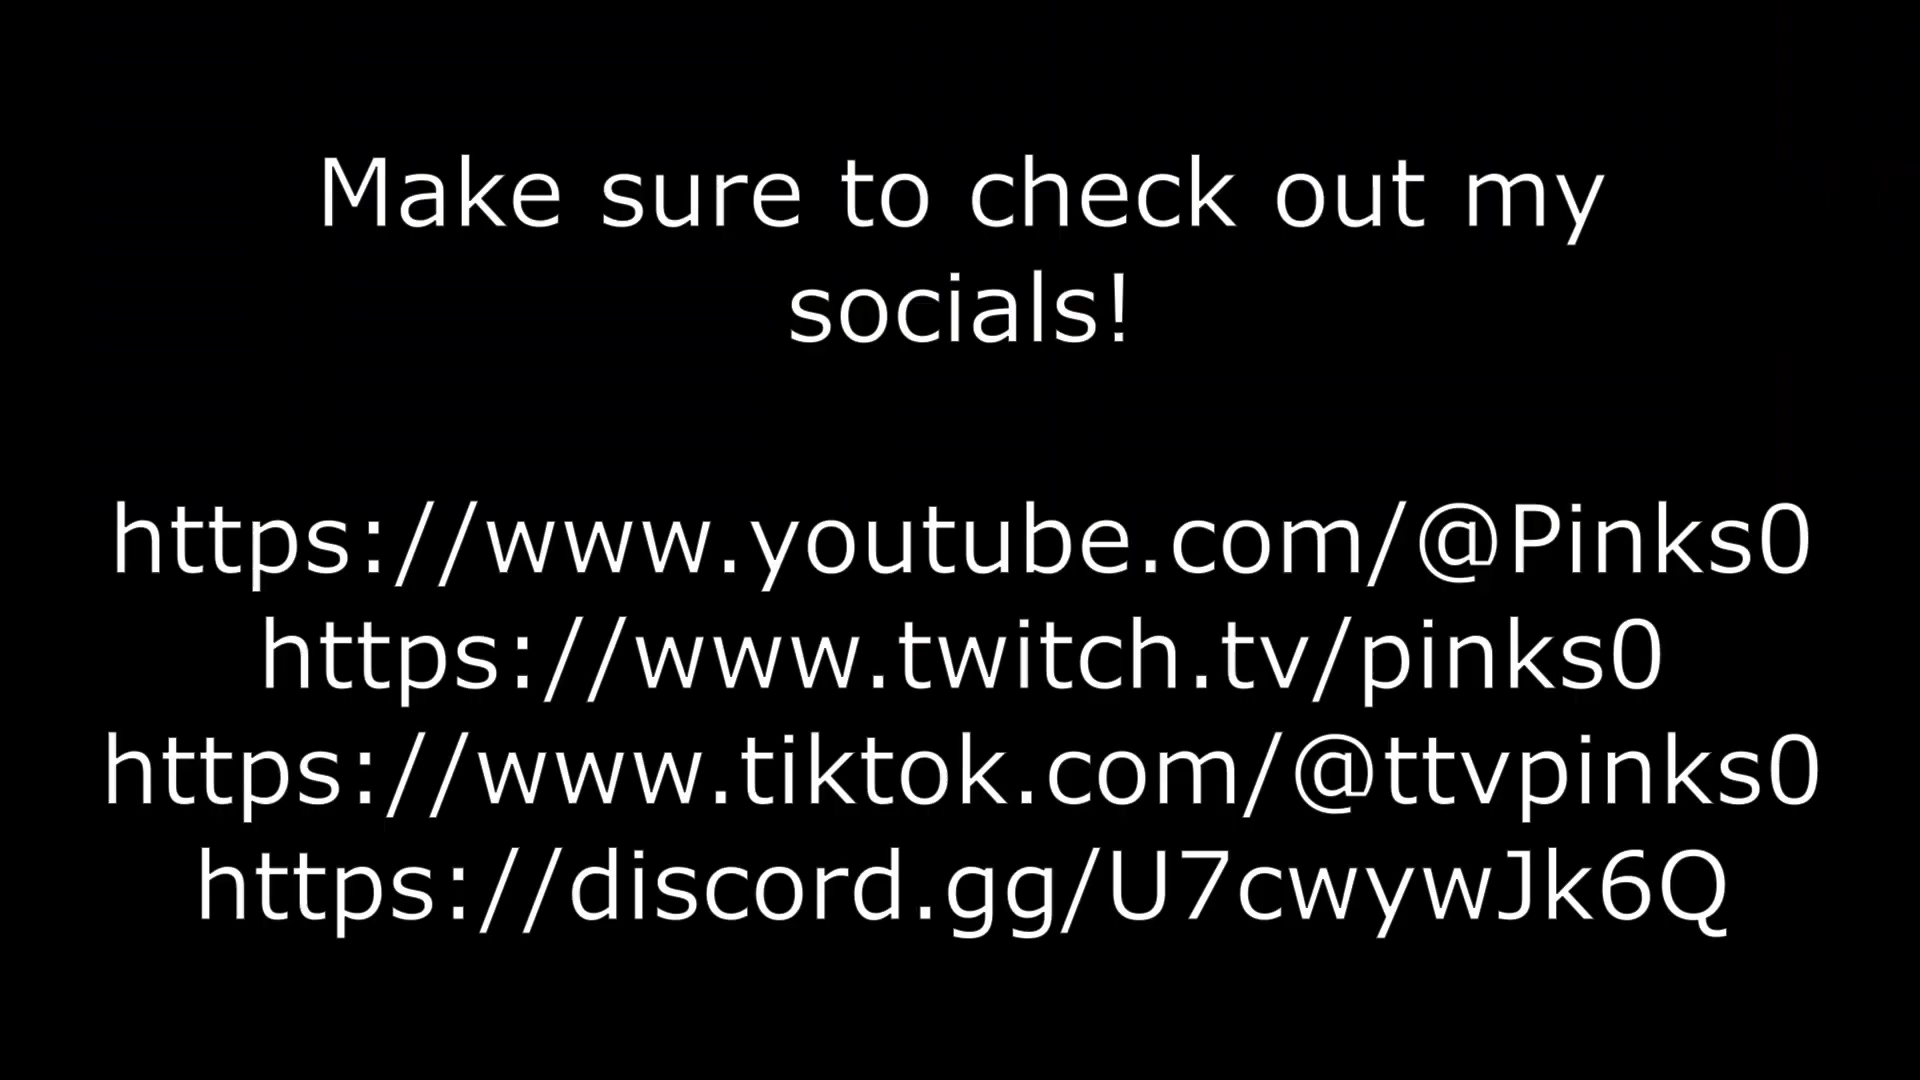 Make sure to check out my
socials!
https://www.youtube.com/@Pinks0
https://www.twitch.tv/pinks0
https://www.tiktok.com/@ttvpinks0
https://discord.gg/U7cwywJk6Q